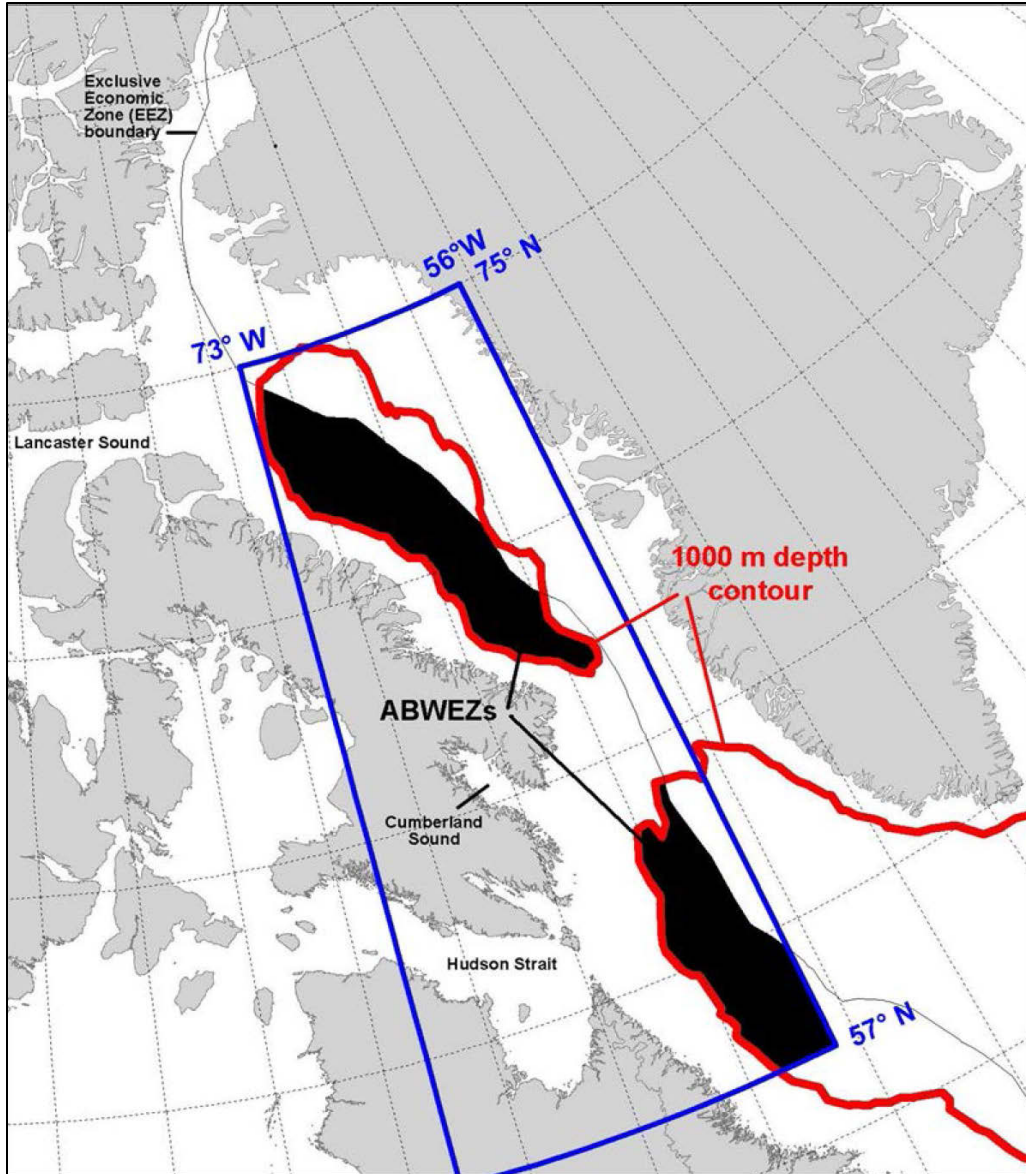 Exclusive
Economic
Zone (EEZ)
boundary
56°W
75° N
73° W
Lancaster Sound
1000 m depth
contour
ABWEZs
Cumberland
Sound
Hudson Strait
57° N